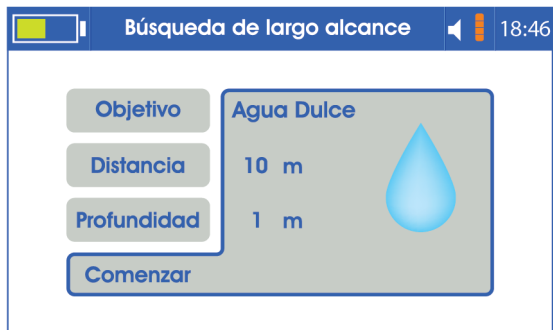 Búsqueda de largo alcance 18:46
Objetivo Agua Dulce
Distancia 10 m
Profundidad 1 m
Comenzar